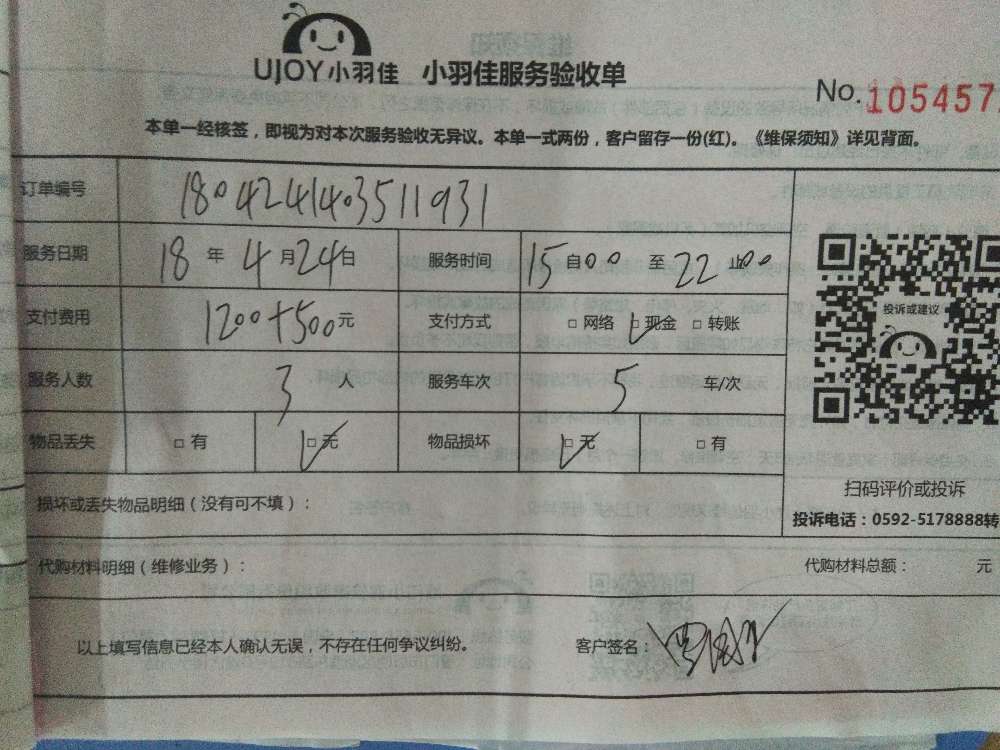 UJOY小羽佳 小羽佳服务验收单
No. 105457
本单一经核签，即视为对本次服务验收无异议。本单一式两份，客户留存一份(红)。《维保须知》详见背面。
订单编号 1804241403511931
服务日期 18 年 4 月 24 日 服务时间 15 自 00 至 22 止 00
支付费用 1200+500 元 支付方式 □ 网络 □ 现金 □ 转账
服务人数 3 人 服务车次 5 车/次
物品丢失 □ 有 □ 无 物品损坏 □ 无 □ 有
投诉或建议
扫码评价或投诉
投诉电话：0592-5178888转
损坏或丢失物品明细（没有可不填）：
代购材料明细（维修业务）： 代购材料总额： 元
以上填写信息已经本人确认无误，不存在任何争议纠纷。 客户签名：